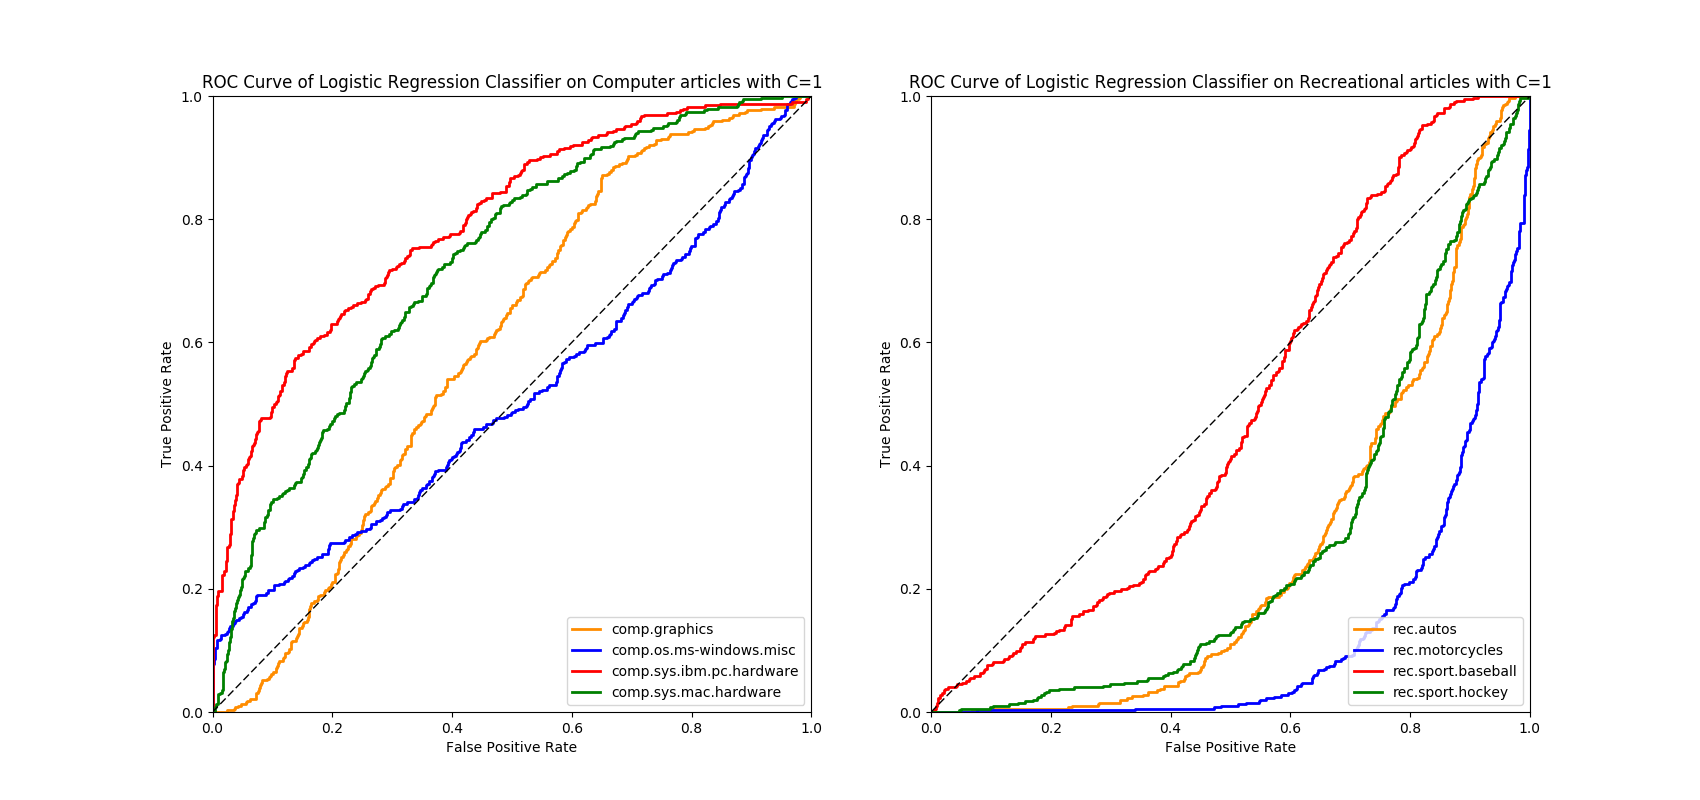 ROC Curve of Logistic Regression Classifier on Computer articles with C=1
1.0
0.8
0.6
0.4
0.2
0.0
True Positive Rate
0.0 0.2 0.4 0.6 0.8 1.0
False Positive Rate
comp.graphics
comp.os.ms-windows.misc
comp.sys.ibm.pc.hardware
comp.sys.mac.hardware
ROC Curve of Logistic Regression Classifier on Recreational articles with C=1
1.0
0.8
0.6
0.4
0.2
0.0
True Positive Rate
0.0 0.2 0.4 0.6 0.8 1.0
False Positive Rate
rec.autos
rec.motorcycles
rec.sport.baseball
rec.sport.hockey